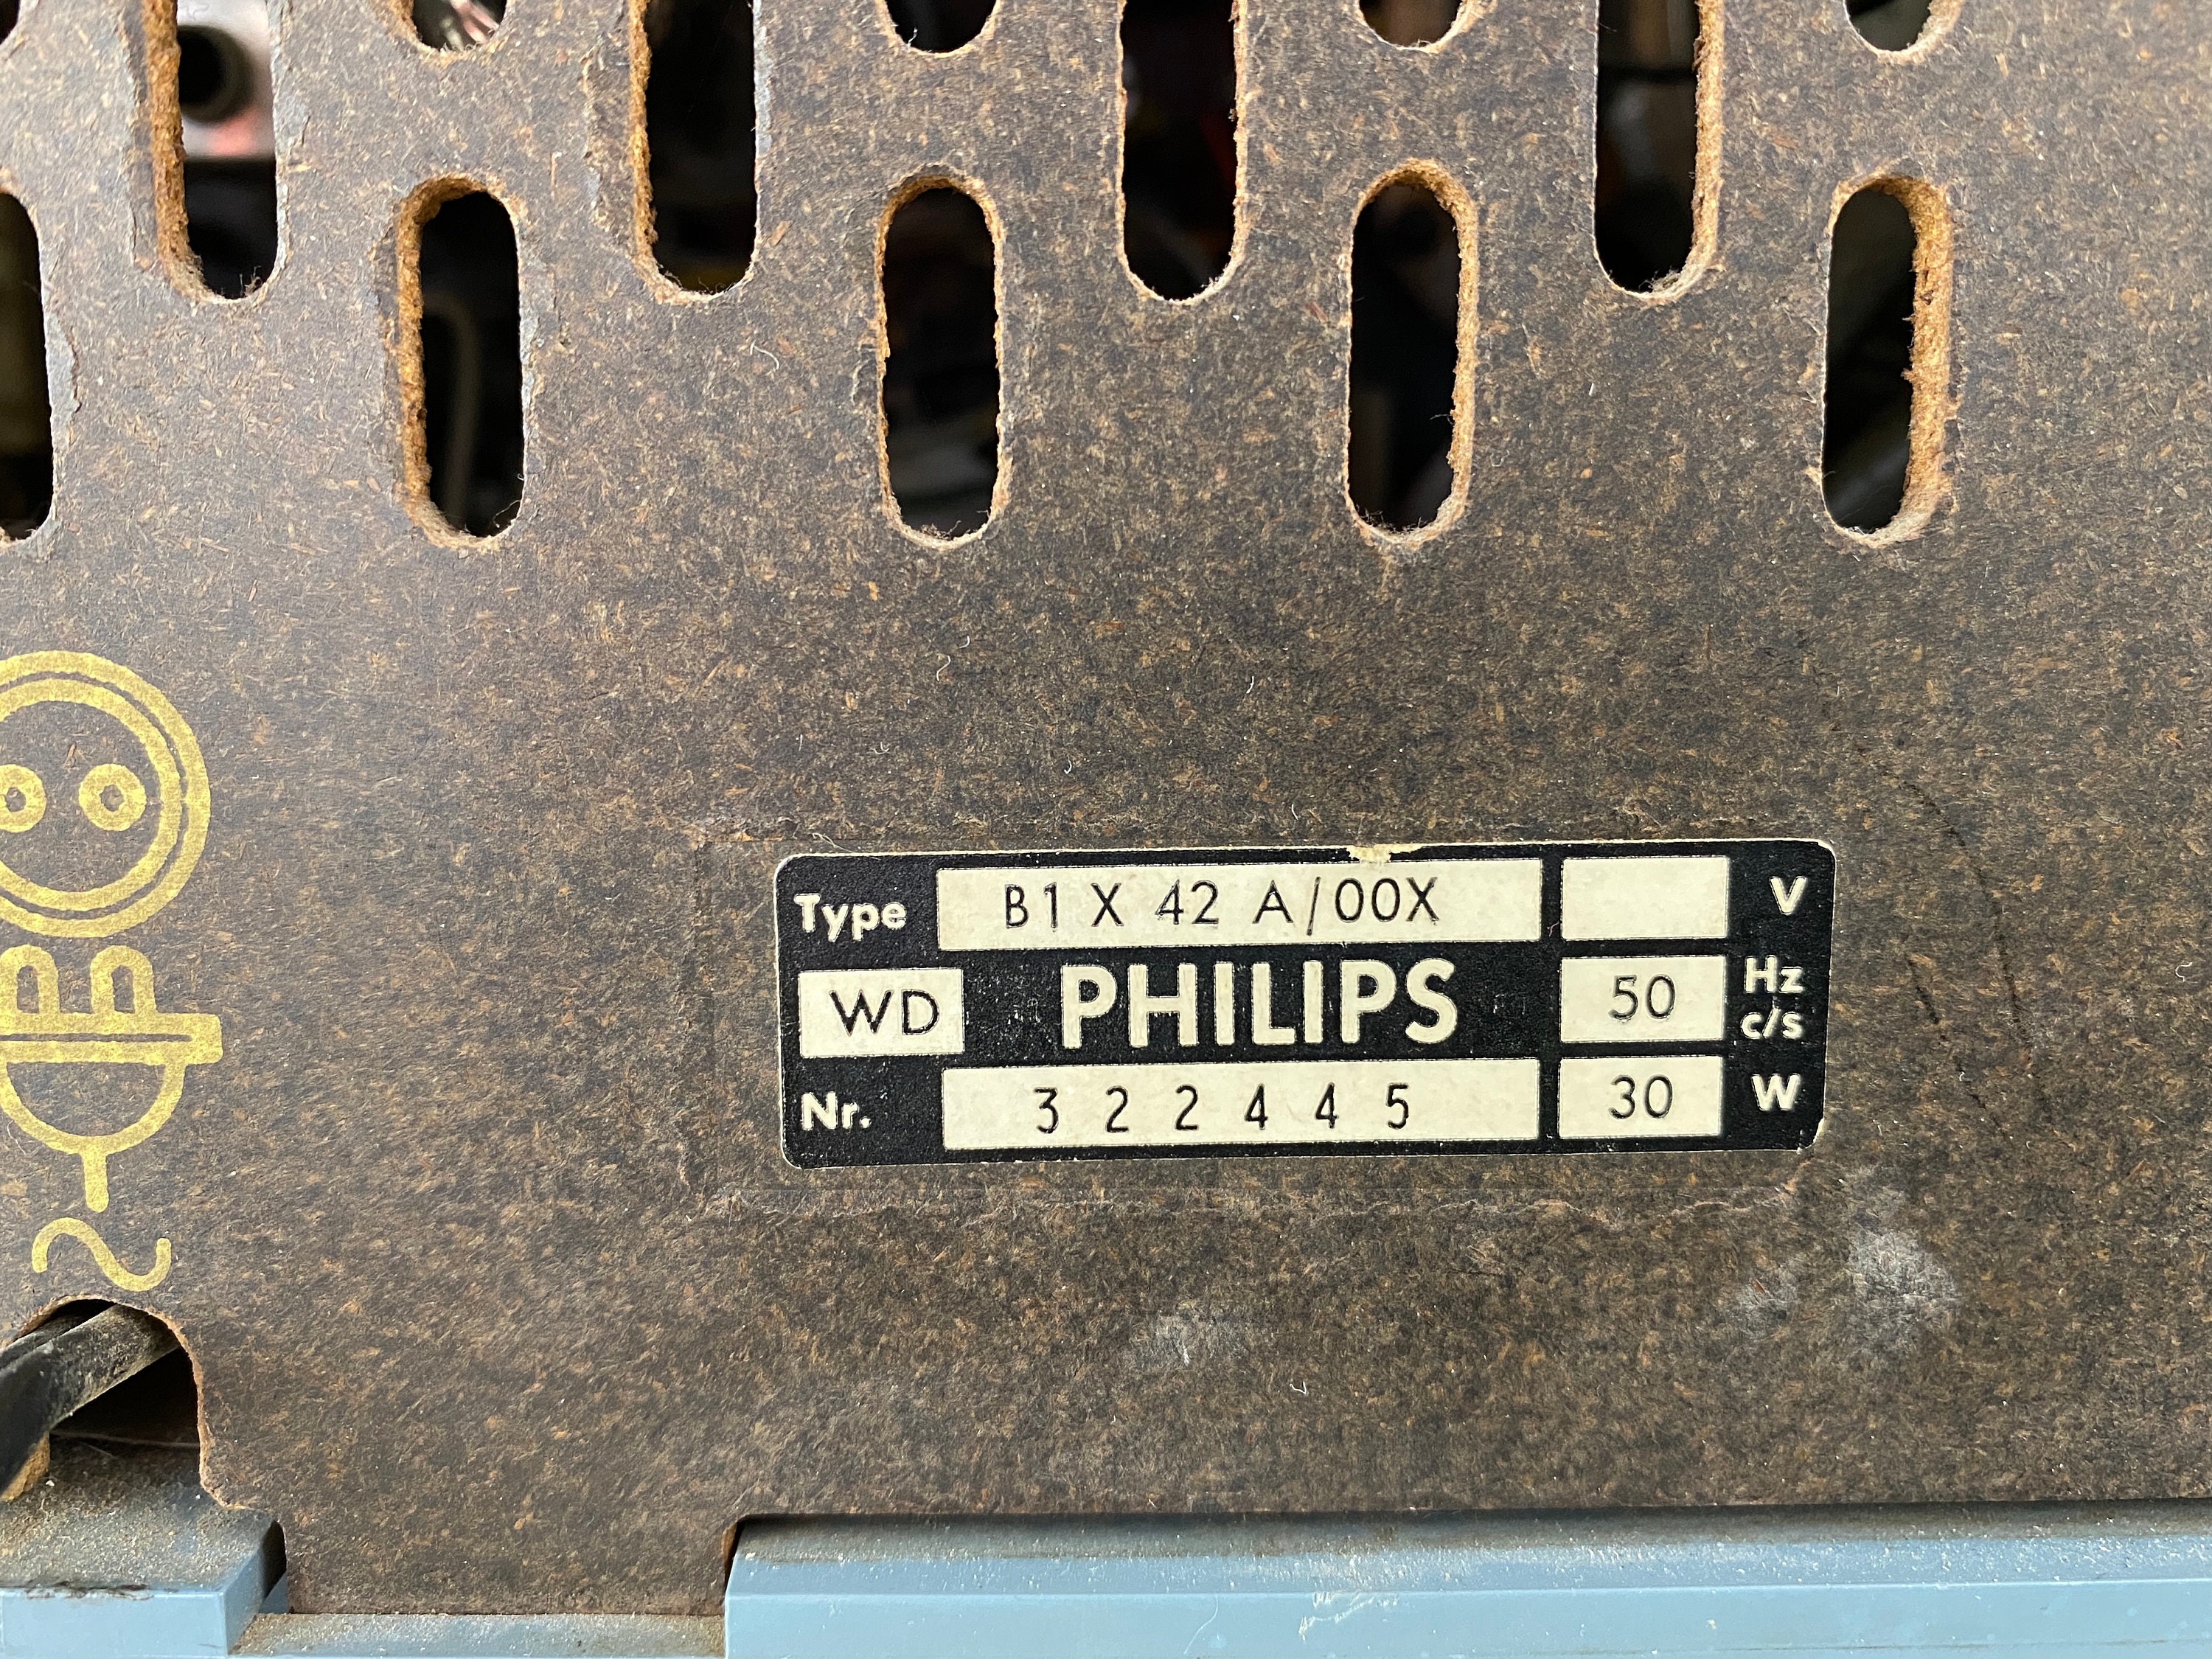 Type B1 X 42 A/00X V
WD PHILIPS 50 Hz c/s
Nr. 322445 30 W